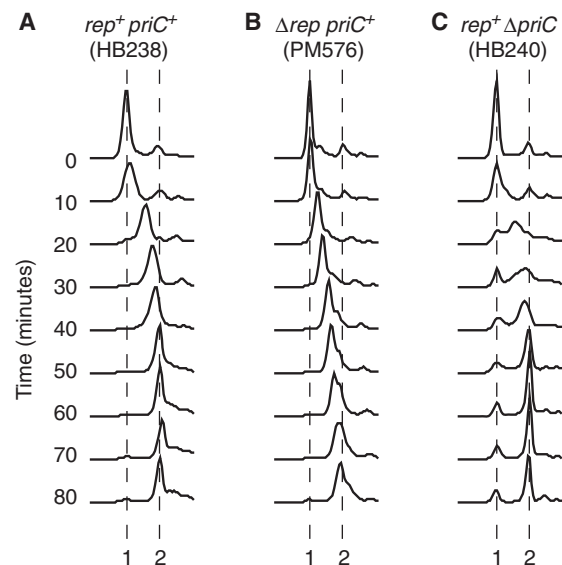 A rep+ priC+ (HB238)
B Δrep priC+ (PM576)
C rep+ ΔpriC (HB240)
Time (minutes)
0
10
20
30
40
50
60
70
80
1 2 1 2 1 2